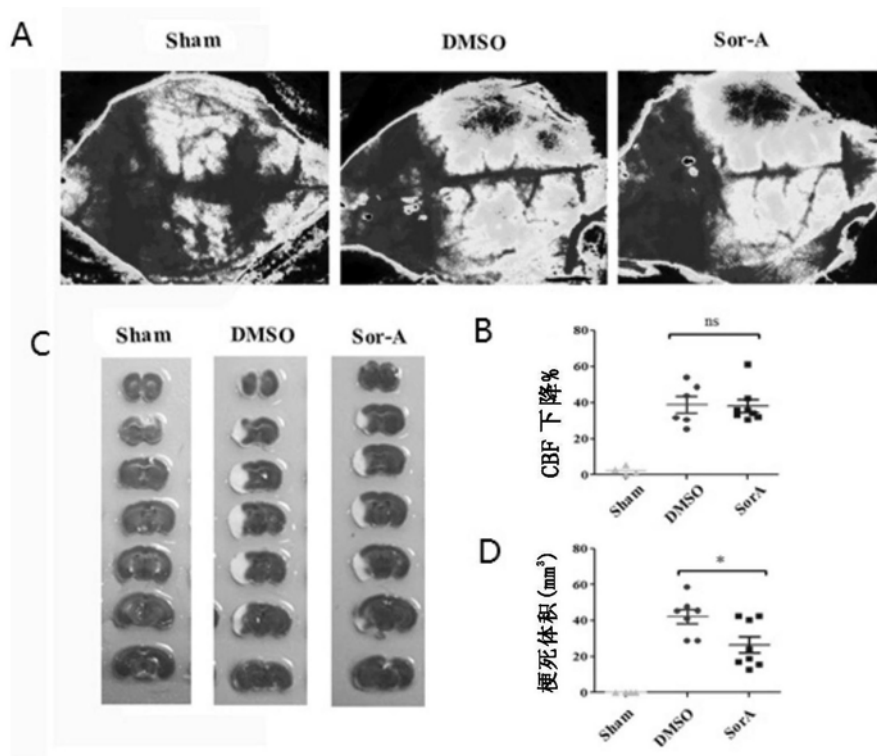 A
Sham
DMSO
Sor-A
C
Sham
DMSO
Sor-A
B
CBF 下降%
80
60
40
20
0
ns
Sham
DMSO
SorA
D
梗死体积(mm³)
80
60
40
20
0
*
Sham
DMSO
SorA